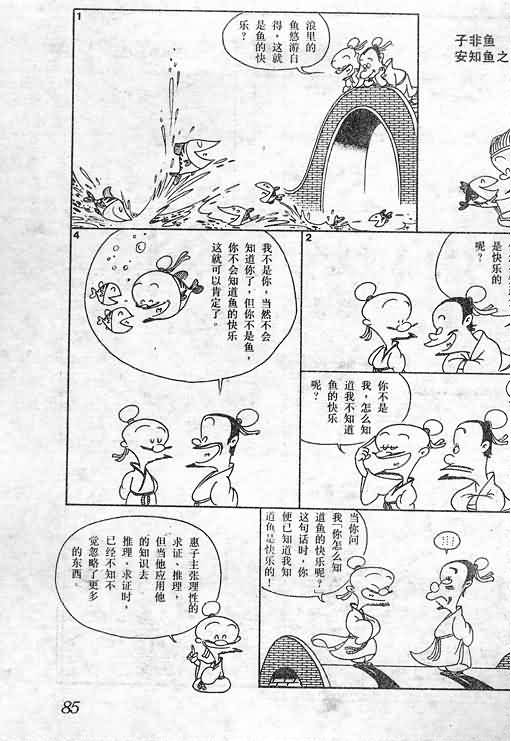 子非鱼
安知鱼之
1
浪里的
鱼悠游自
得，这就
是鱼的快
乐？
2
是快乐的
呢？
你不是
我，怎么知
道我不知道
鱼的快乐
呢？
4
我不是你，当然不会
知道你了，但你不是鱼，
你不会知道鱼的快乐
这就可以肯定了。
当你问
我「你怎么知
道鱼的快乐呢？」
这句话时，你
便已知道我知
道鱼是快乐的！
惠子主张理性的
求证、推理，
但当他应用他
的知识去
推理、求证时，
已经不知不
觉忽略了更多
的东西。
85